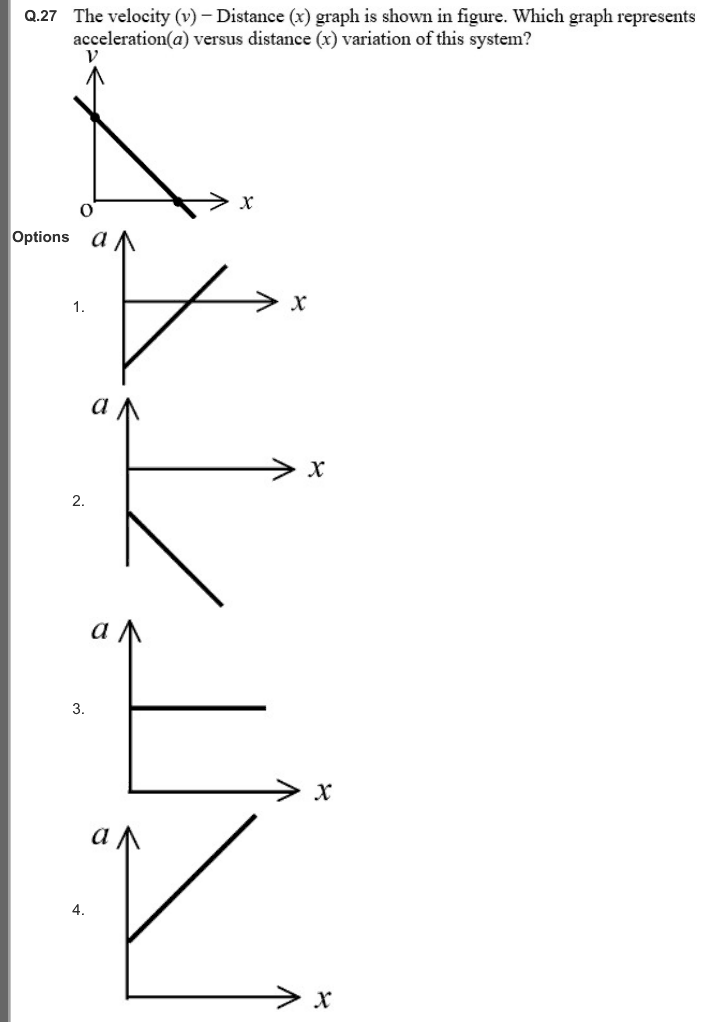 Q.27 The velocity (v) − Distance (x) graph is shown in figure. Which graph represents
acceleration(a) versus distance (x) variation of this system?
v
x
O
Options
a
1.
x
a
x
2.
a
3.
x
a
4.
x